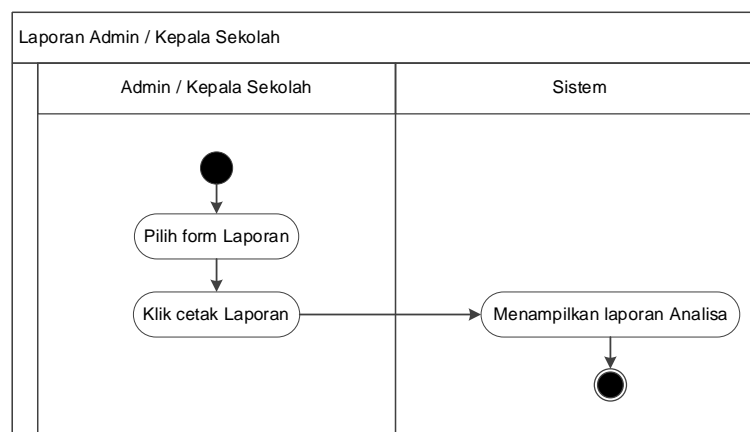 Laporan Admin / Kepala Sekolah
Admin / Kepala Sekolah
Sistem
Pilih form Laporan
Klik cetak Laporan
Menampilkan laporan Analisa